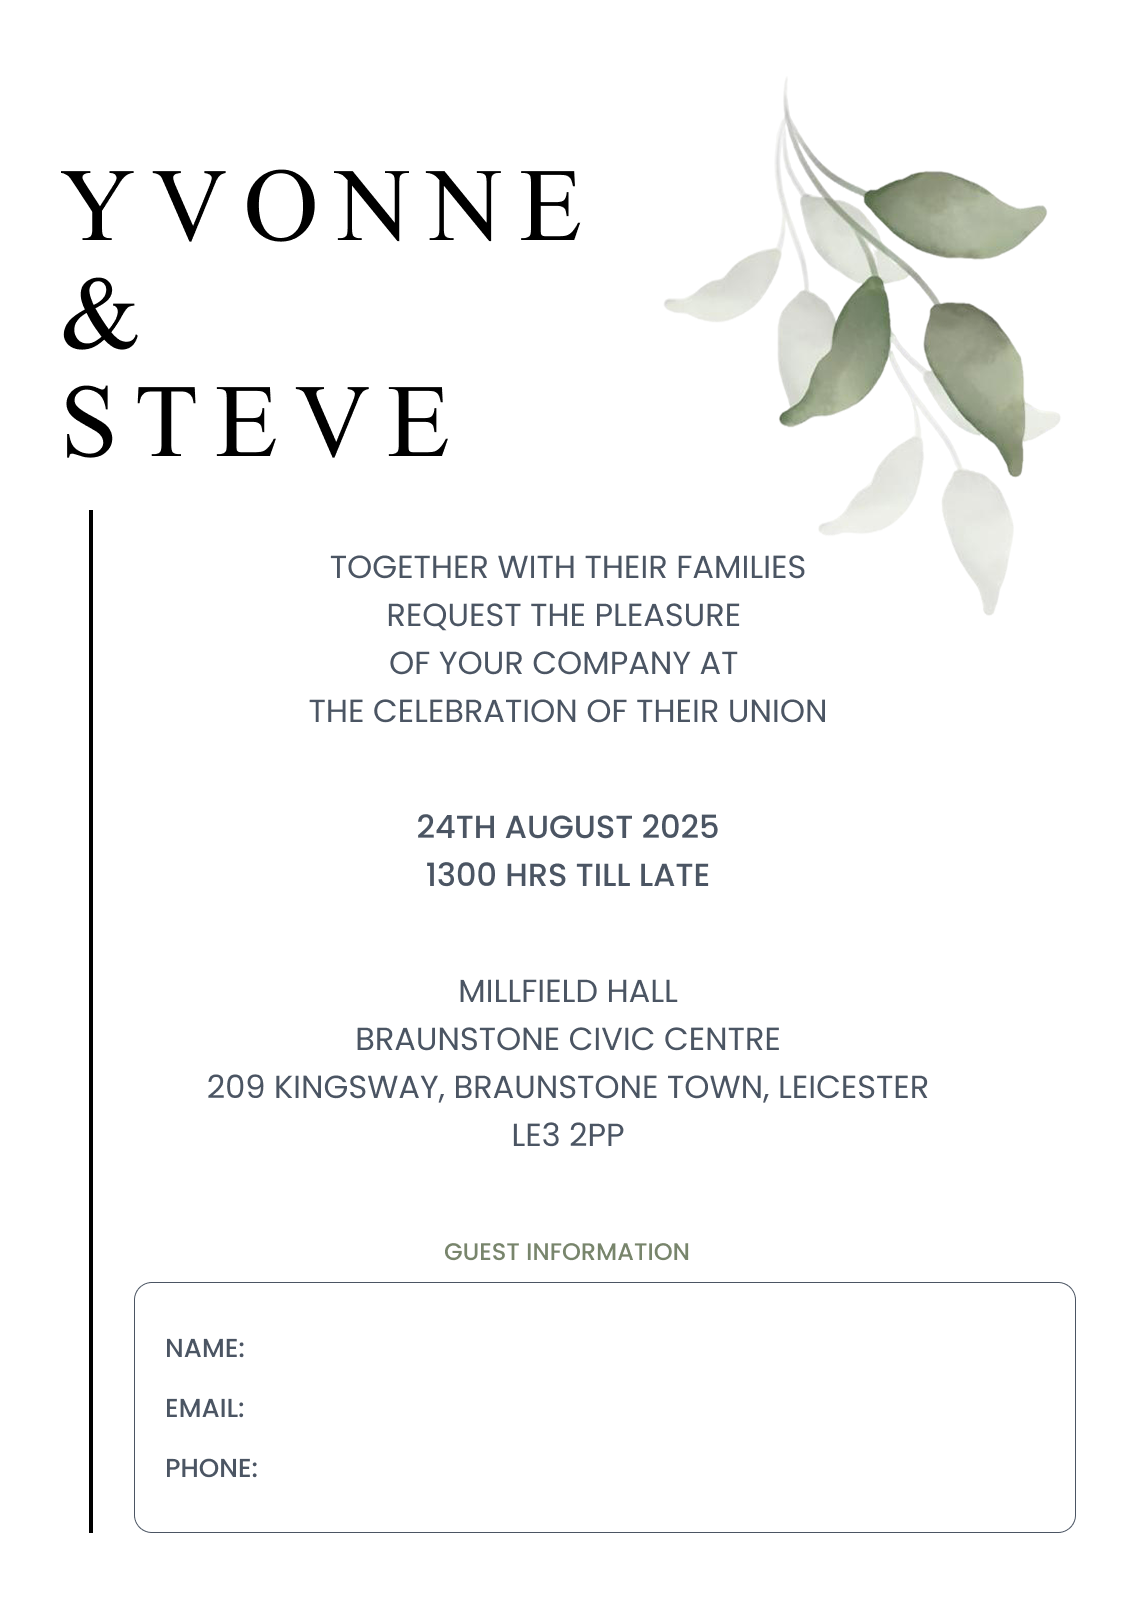 YVONNE
&
STEVE
TOGETHER WITH THEIR FAMILIES
REQUEST THE PLEASURE
OF YOUR COMPANY AT
THE CELEBRATION OF THEIR UNION
24TH AUGUST 2025
1300 HRS TILL LATE
MILLFIELD HALL
BRAUNSTONE CIVIC CENTRE
209 KINGSWAY, BRAUNSTONE TOWN, LEICESTER
LE3 2PP
GUEST INFORMATION
NAME:
EMAIL:
PHONE: